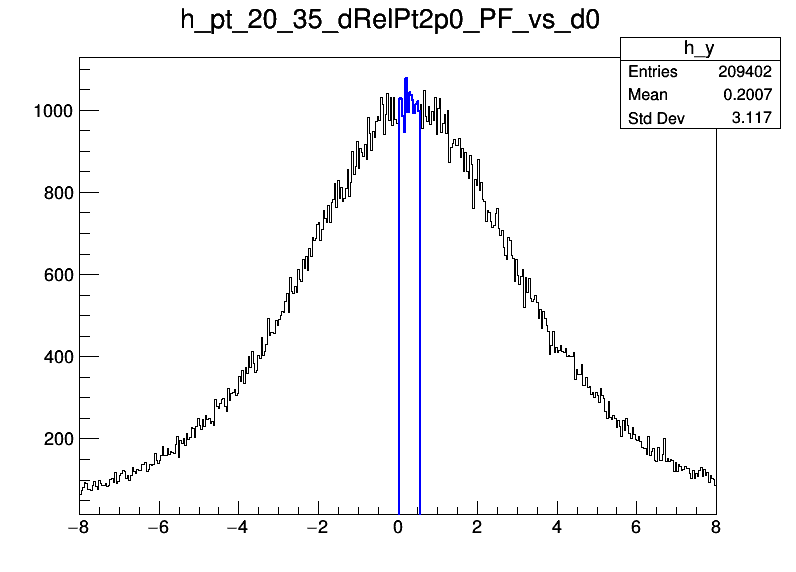 h_pt_20_35_dRelPt2p0_PF_vs_d0
h_y
Entries 209402
Mean 0.2007
Std Dev 3.117
1000
800
600
400
200
−8 −6 −4 −2 0 2 4 6 8